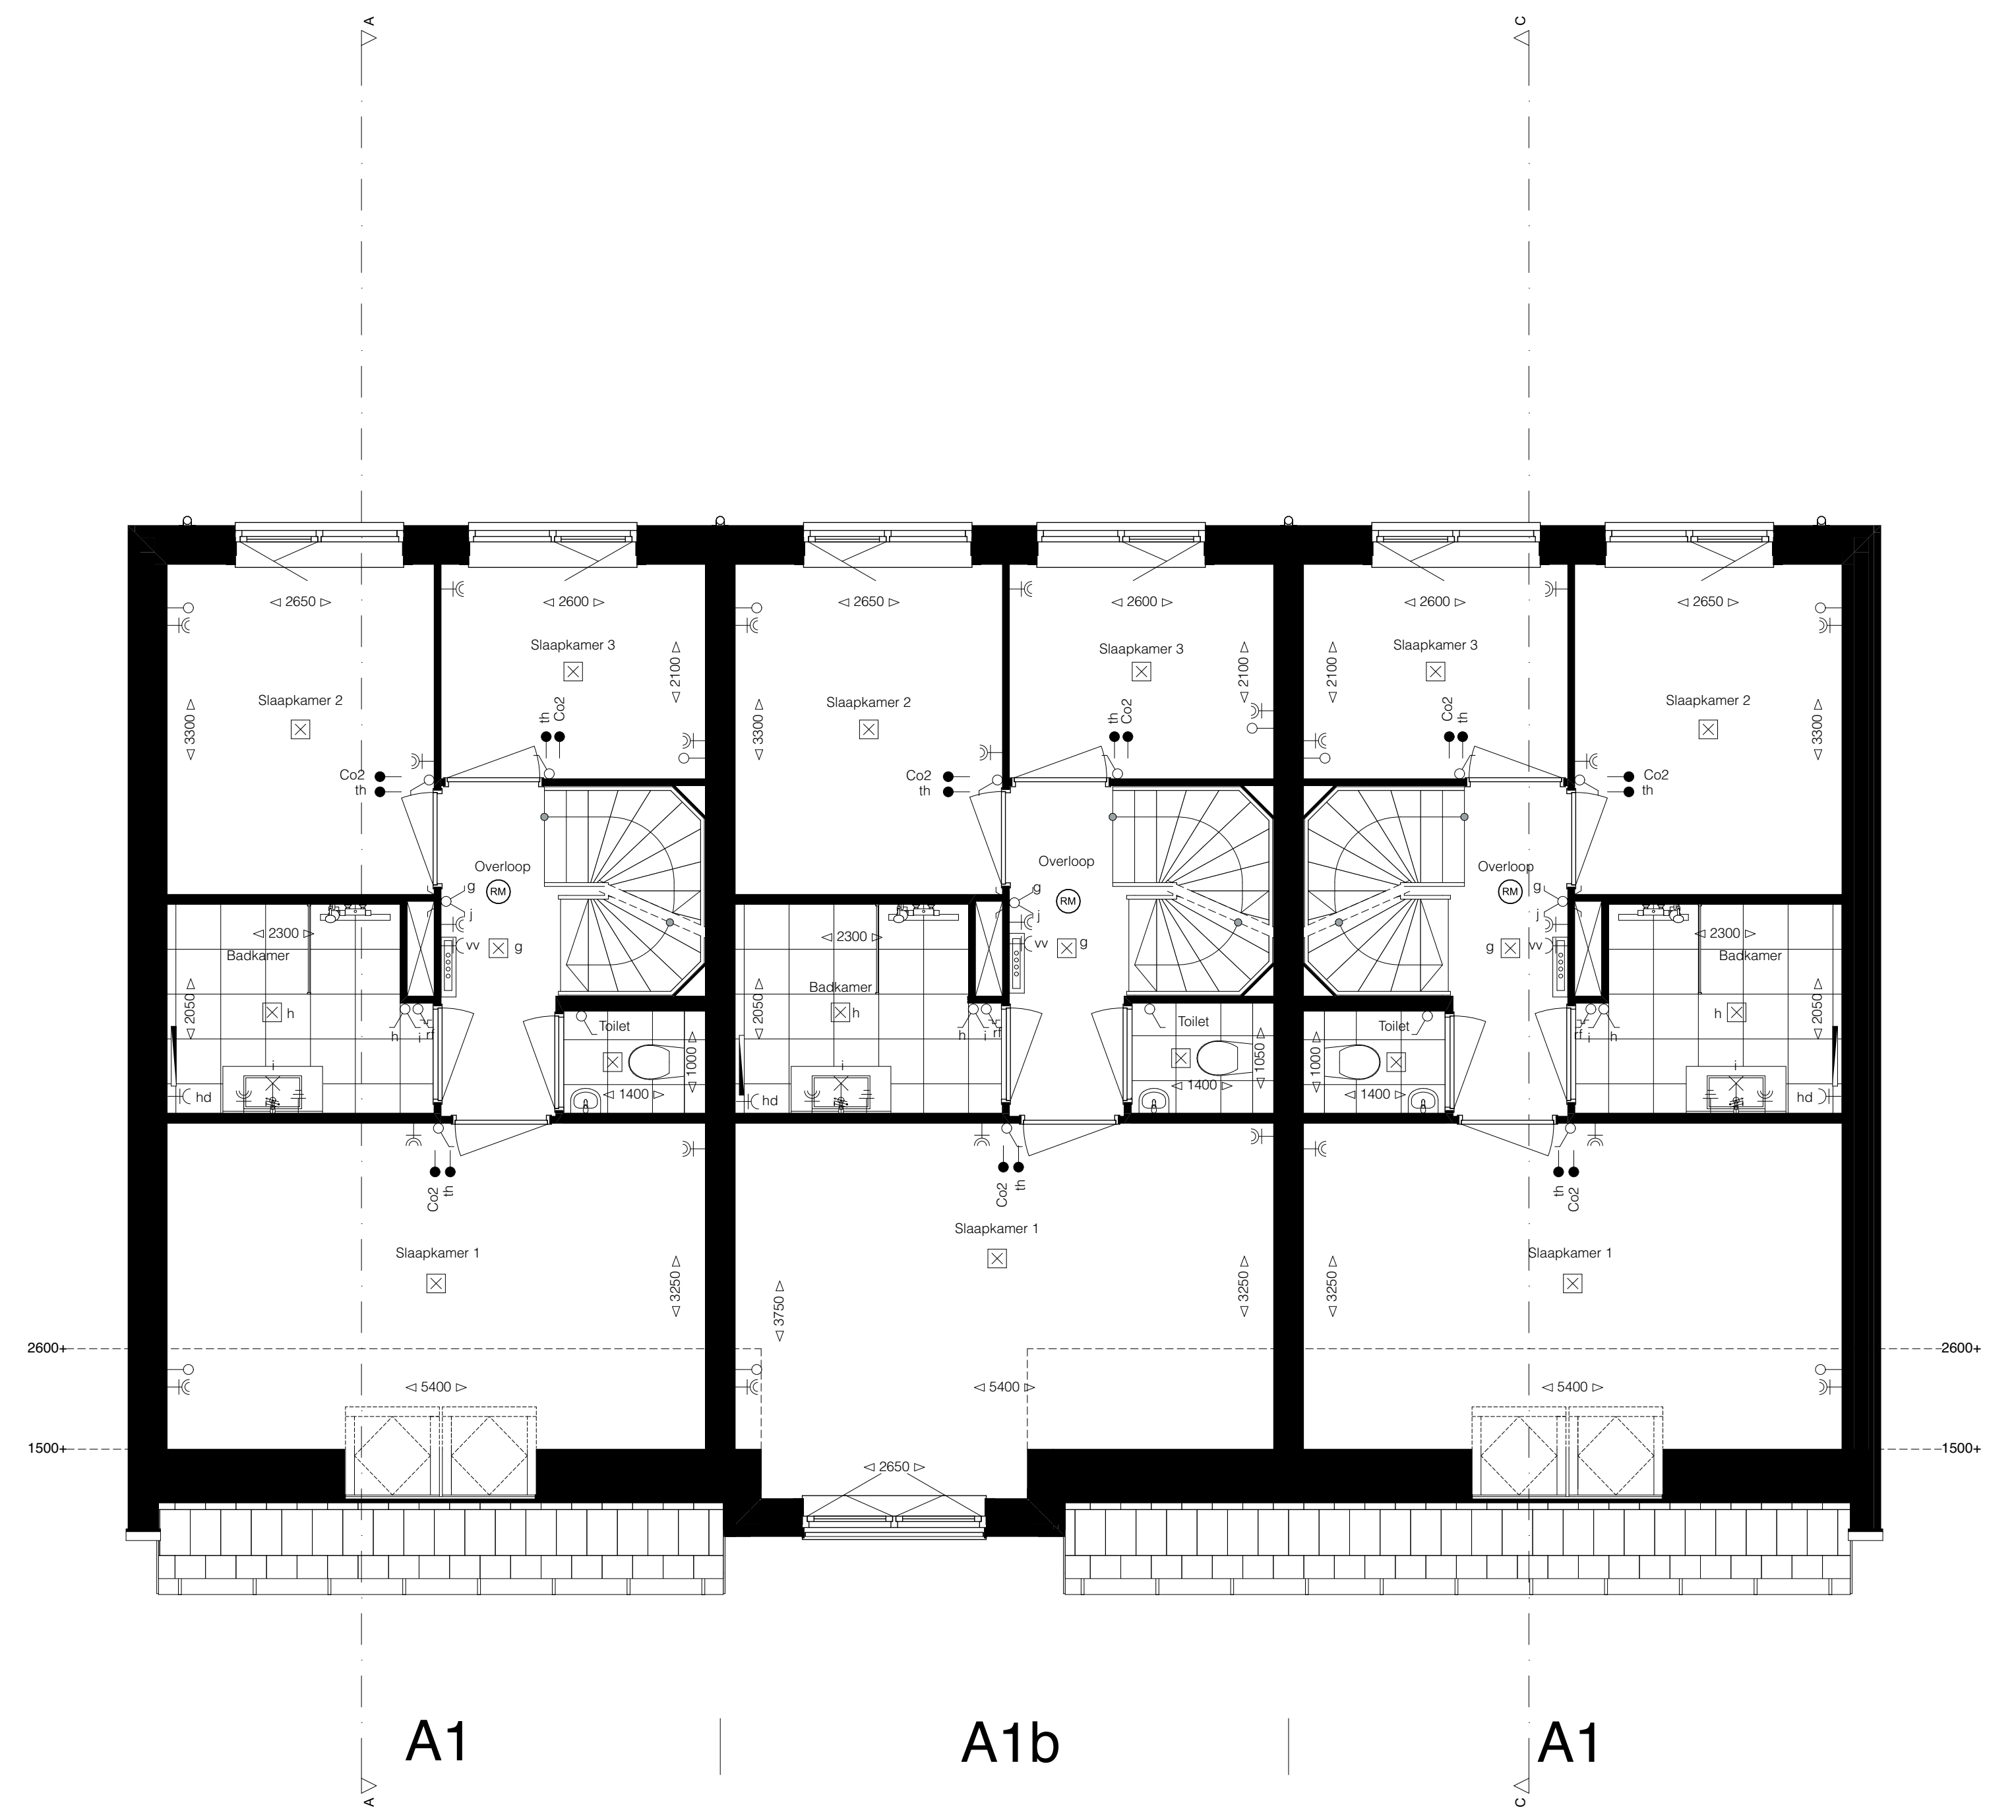 A
C
2650
2600
2650
2600
2600
2650
Slaapkamer 3
Slaapkamer 3
Slaapkamer 3
2100
2100
2100
Slaapkamer 2
Slaapkamer 2
Slaapkamer 2
3300
3300
3300
th
Co2
th
Co2
Co2
th
Co2
th
Co2
th
Co2
th
Overloop
Overloop
Overloop
RM
RM
RM
g
g
g
j
j
j
2300
2300
2300
vv
g
vv
g
g
vv
Badkamer
Badkamer
Badkamer
2050
2050
2050
h
h
h
Toilet
Toilet
Toilet
h
i
rf
h
i
rf
rf
i
h
1000
1050
1000
i
i
i
hd
1400
hd
1400
1400
hd
Co2
th
Co2
th
th
Co2
Slaapkamer 1
Slaapkamer 1
Slaapkamer 1
3250
3750
3250
3250
2600+
2600+
5400
5400
5400
1500+
1500+
2650
A1
A1b
A1
A
C